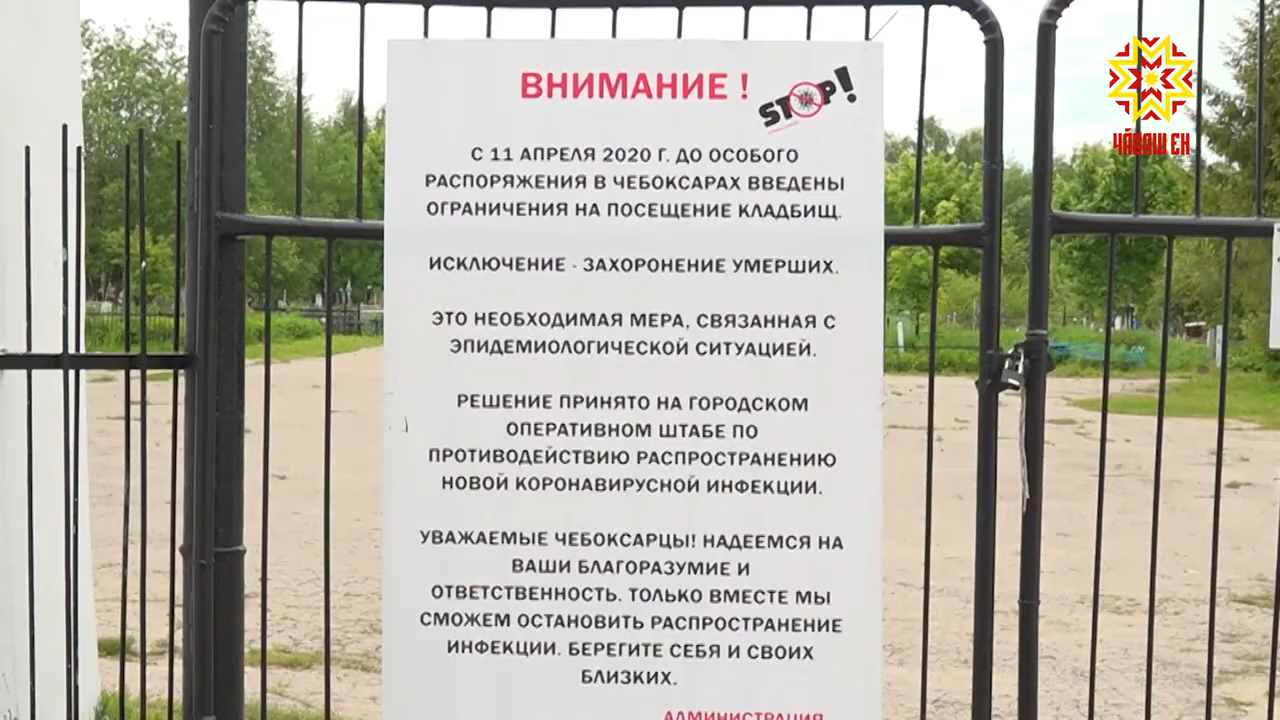 ВНИМАНИЕ !
STOP!
ЧӐВАШ ЕН
С 11 АПРЕЛЯ 2020 Г. ДО ОСОБОГО
РАСПОРЯЖЕНИЯ В ЧЕБОКСАРАХ ВВЕДЕНЫ
ОГРАНИЧЕНИЯ НА ПОСЕЩЕНИЕ КЛАДБИЩ.
ИСКЛЮЧЕНИЕ - ЗАХОРОНЕНИЕ УМЕРШИХ.
ЭТО НЕОБХОДИМАЯ МЕРА, СВЯЗАННАЯ С
ЭПИДЕМИОЛОГИЧЕСКОЙ СИТУАЦИЕЙ.
РЕШЕНИЕ ПРИНЯТО НА ГОРОДСКОМ
ОПЕРАТИВНОМ ШТАБЕ ПО
ПРОТИВОДЕЙСТВИЮ РАСПРОСТРАНЕНИЮ
НОВОЙ КОРОНАВИРУСНОЙ ИНФЕКЦИИ.
УВАЖАЕМЫЕ ЧЕБОКСАРЦЫ! НАДЕЕМСЯ НА
ВАШИ БЛАГОРАЗУМИЕ И
ОТВЕТСТВЕННОСТЬ. ТОЛЬКО ВМЕСТЕ МЫ
СМОЖЕМ ОСТАНОВИТЬ РАСПРОСТРАНЕНИЕ
ИНФЕКЦИИ. БЕРЕГИТЕ СЕБЯ И СВОИХ
БЛИЗКИХ.
АДМИНИСТРАЦИЯ